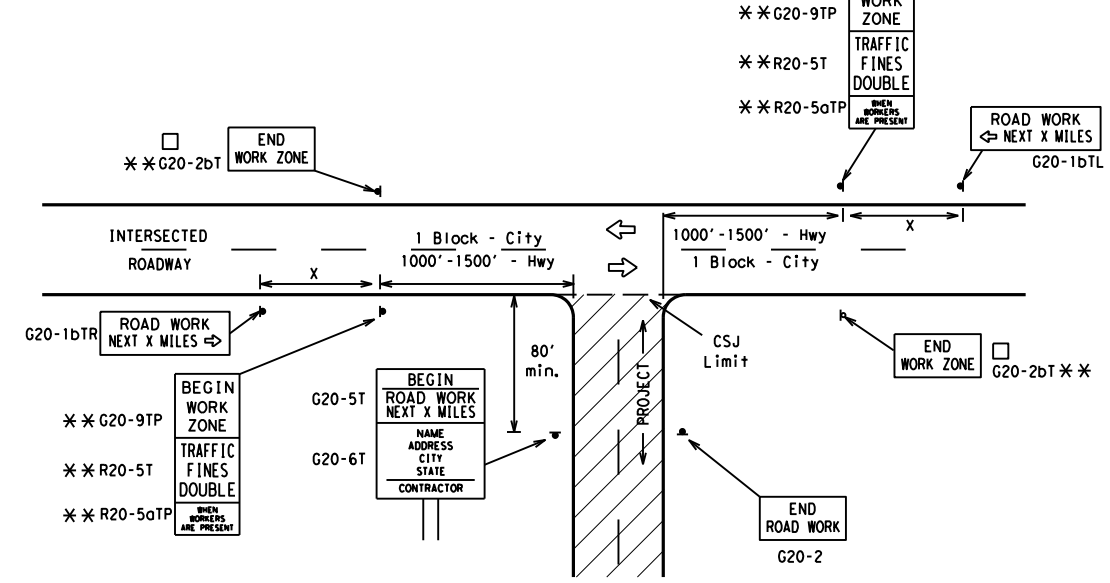 WORK
ZONE
✶✶G20-9TP
TRAFFIC
FINES
DOUBLE
✶✶R20-5T
WHEN
WORKERS
ARE PRESENT
✶✶R20-5aTP
ROAD WORK
⇦ NEXT X MILES
G20-1bTL
□
✶✶G20-2bT
END
WORK ZONE
INTERSECTED
ROADWAY
1 Block - City
1000'-1500' - Hwy
1000'-1500' - Hwy
1 Block - City
X
X
G20-1bTR
ROAD WORK
NEXT X MILES ⇨
80'
min.
CSJ
Limit
PROJECT
END
WORK ZONE
□
G20-2bT ✶✶
BEGIN
WORK
ZONE
✶✶ G20-9TP
TRAFFIC
FINES
DOUBLE
✶✶ R20-5T
WHEN
WORKERS
ARE PRESENT
✶✶ R20-5aTP
G20-5T
BEGIN
ROAD WORK
NEXT X MILES
G20-6T
NAME
ADDRESS
CITY
STATE
CONTRACTOR
END
ROAD WORK
G20-2